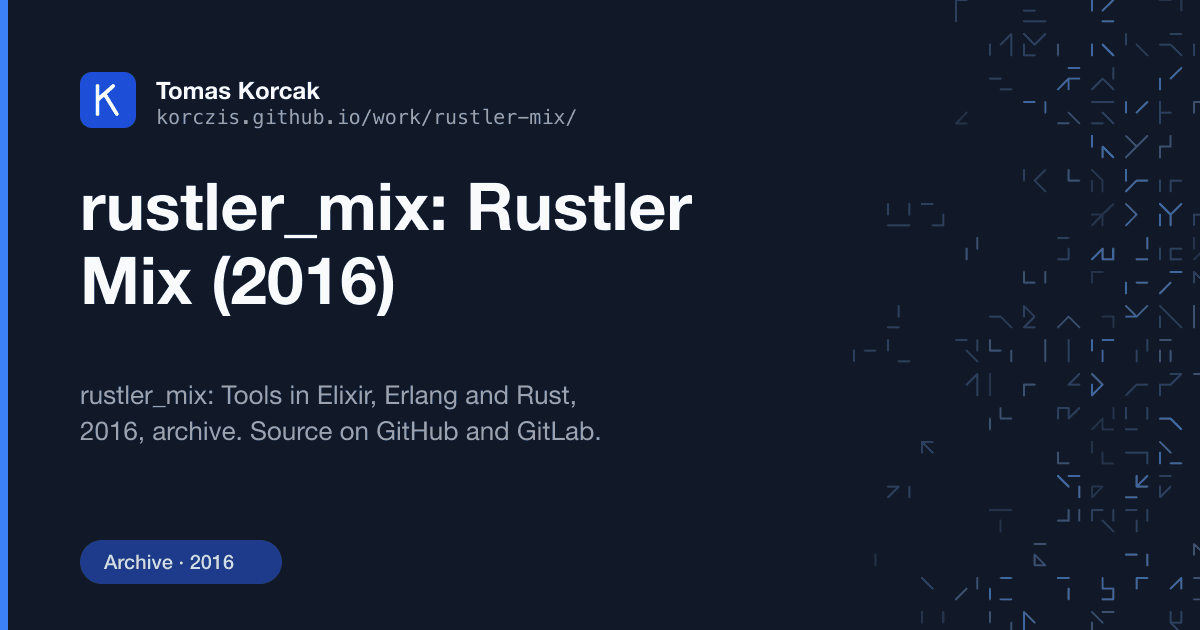 K
Tomas Korcak
korczis.github.io/work/rustler-mix/
rustler_mix: Rustler
Mix (2016)
rustler_mix: Tools in Elixir, Erlang and Rust,
2016, archive. Source on GitHub and GitLab.
Archive · 2016